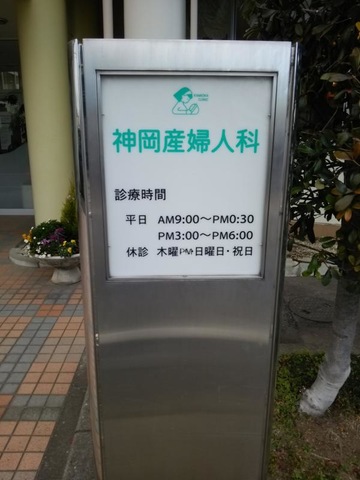 神岡産婦人科
診療時間
平日 AM9:00〜PM0:30
PM3:00〜PM6:00
休診 木曜PM・日曜日・祝日